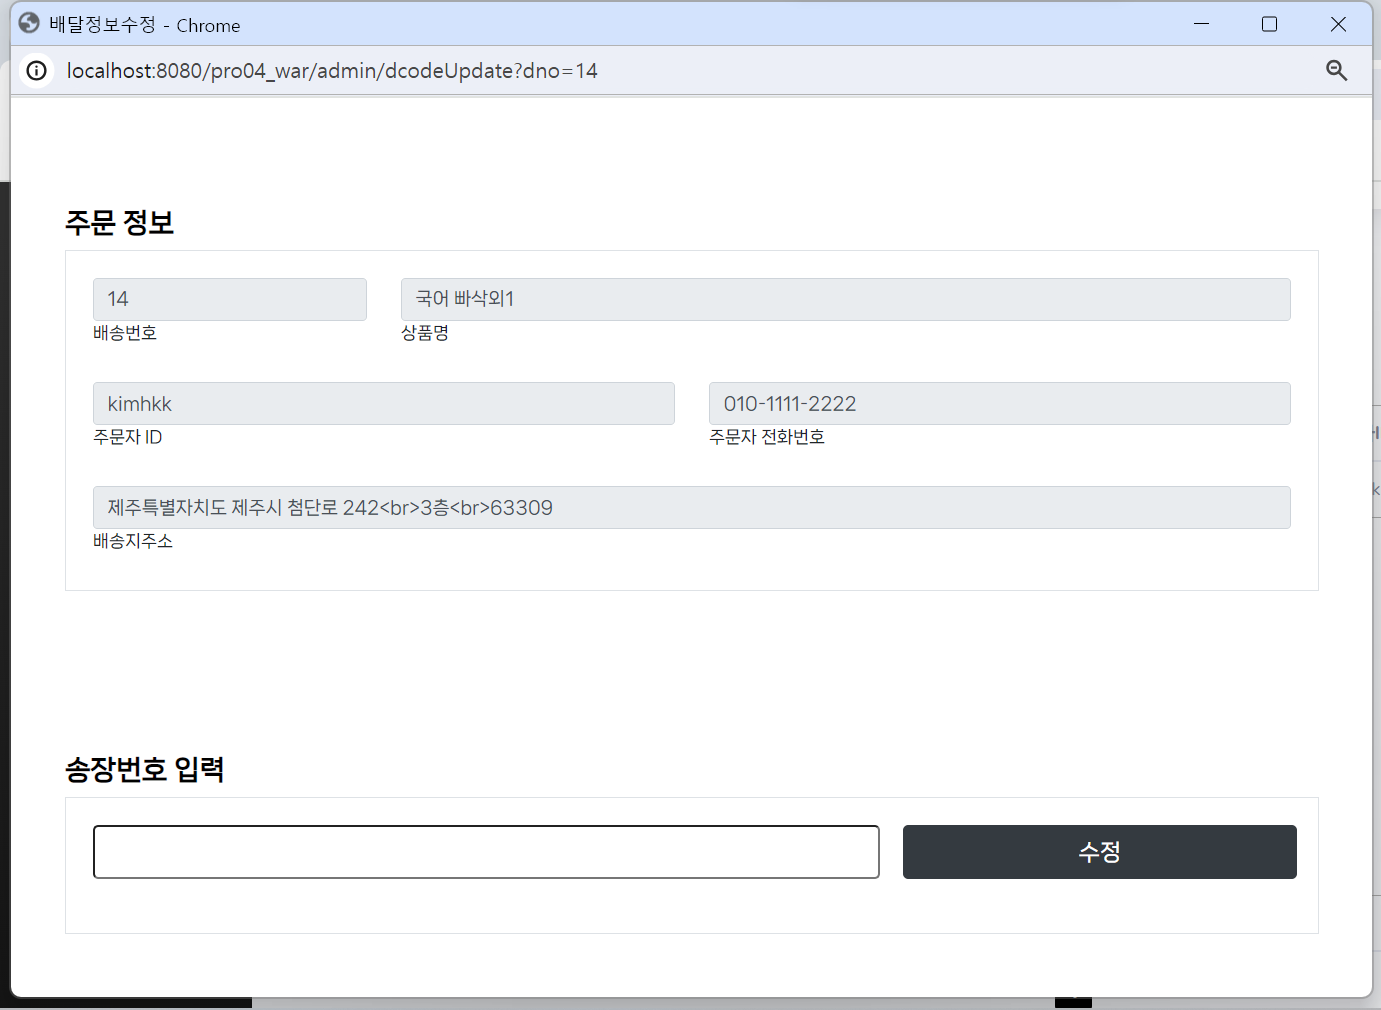 배달정보수정 - Chrome
localhost:8080/pro04_war/admin/dcodeUpdate?dno=14
주문 정보
14 국어 빠삭외1
배송번호 상품명
kimhkk 010-1111-2222
주문자 ID 주문자 전화번호
제주특별자치도 제주시 첨단로 242<br>3층<br>63309
배송지주소
송장번호 입력
수정